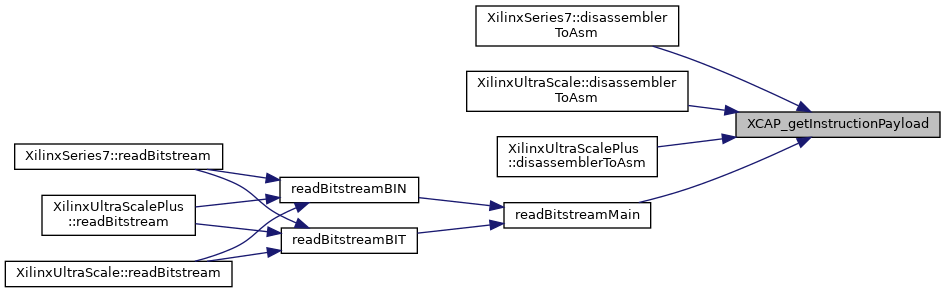 XilinxSeries7::disassembler
ToAsm
XilinxUltraScale::disassembler
ToAsm
XCAP_getInstructionPayload
XilinxUltraScalePlus
::disassemblerToAsm
XilinxSeries7::readBitstream
readBitstreamBIN
XilinxUltraScalePlus
::readBitstream
readBitstreamMain
readBitstreamBIT
XilinxUltraScale::readBitstream